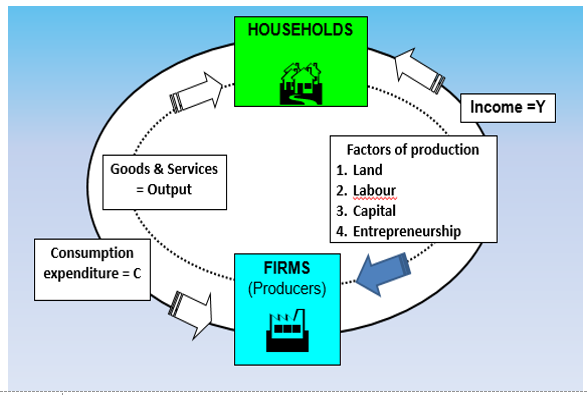 HOUSEHOLDS
Income =Y
Factors of production
1. Land
2. Labour
3. Capital
4. Entrepreneurship
Goods & Services
= Output
Consumption
expenditure = C
FIRMS
(Producers)